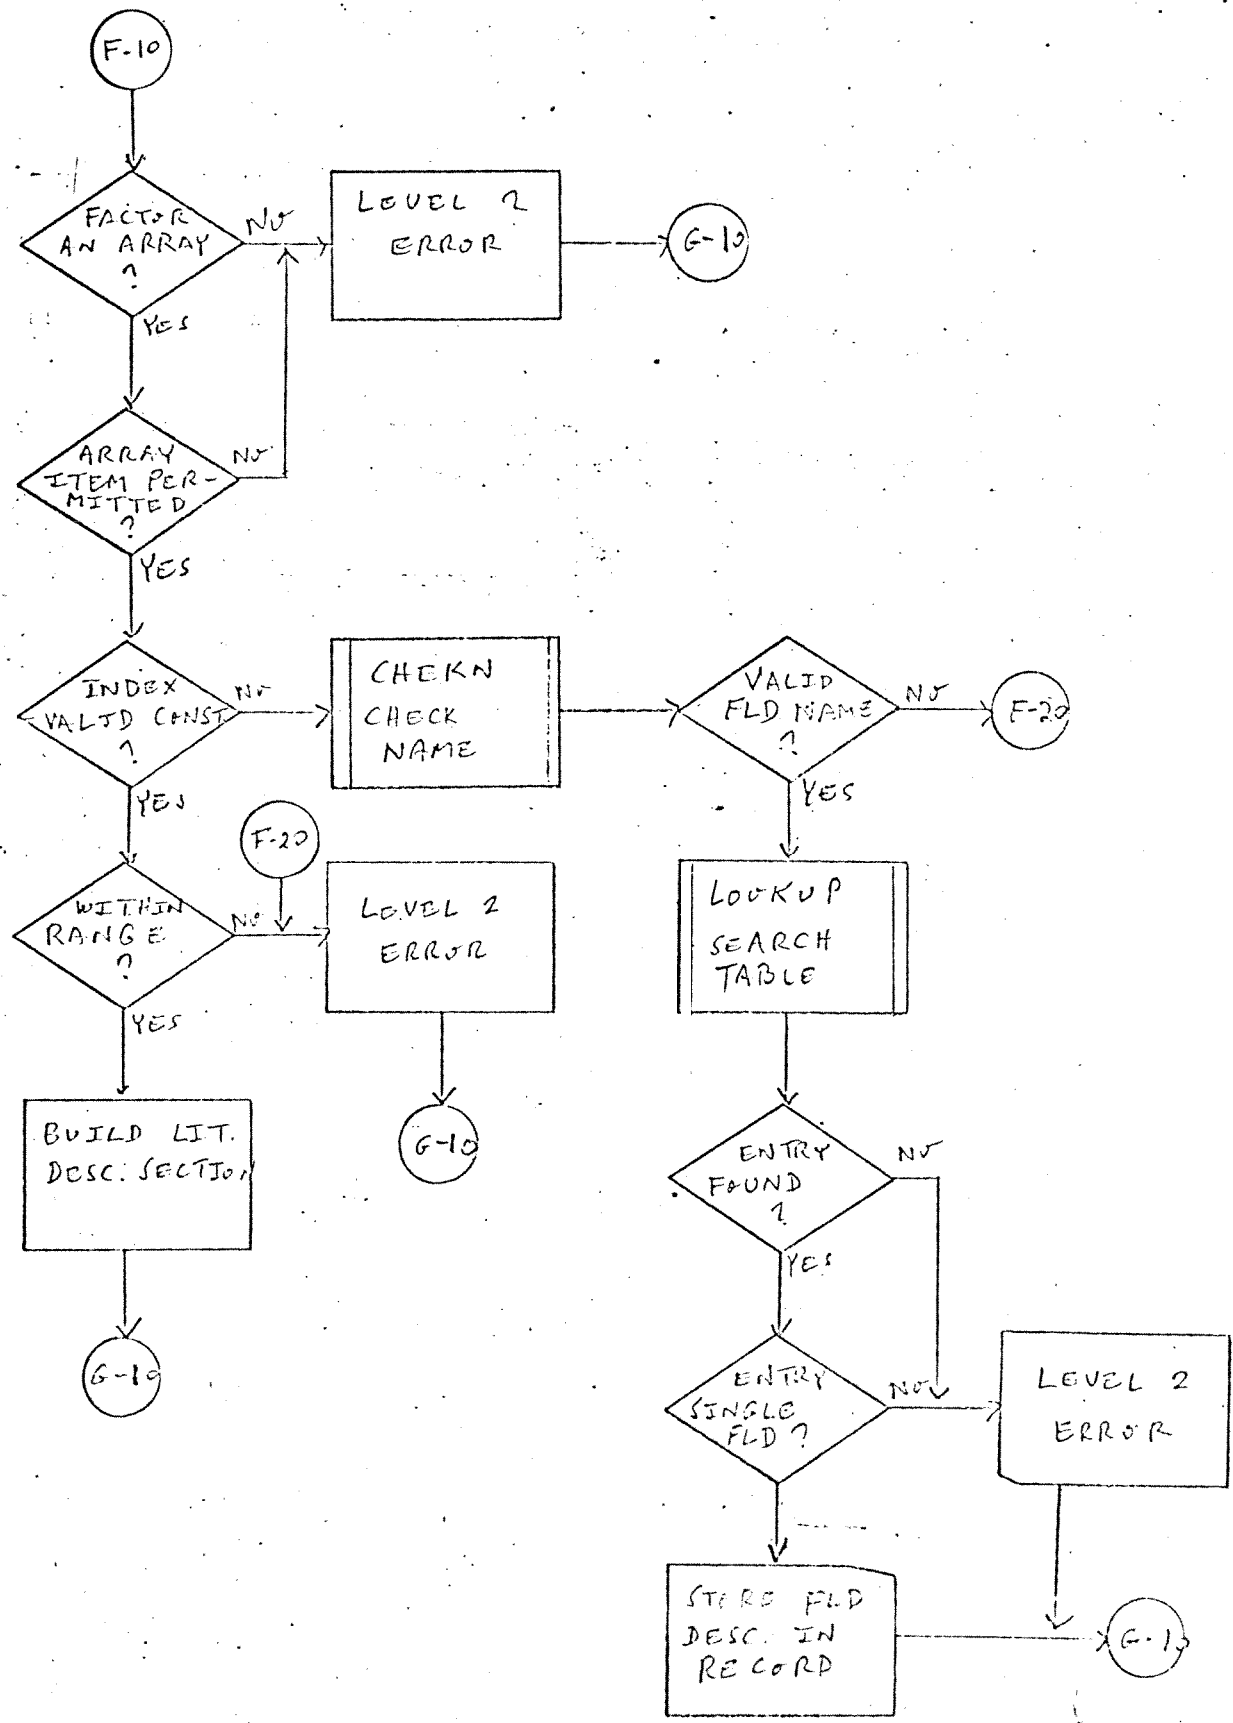 F-10
FACTOR
AN ARRAY
?
NO
LEVEL 2
ERROR
G-10
YES
ARRAY
ITEM PER-
MITTED
?
NO
YES
INDEX
VALID CONST
?
NO
CHEKN
CHECK
NAME
VALID
FLD NAME
?
NO
F-20
YES
YES
F-20
WITHIN
RANGE
?
NO
LEVEL 2
ERROR
LOOKUP
SEARCH
TABLE
YES
BUILD LIT.
DESC. SECTION
G-10
G-10
ENTRY
FOUND
?
NO
YES
ENTRY
SINGLE
FLD ?
NO
LEVEL 2
ERROR
STORE FLD
DESC. IN
RECORD
G-10